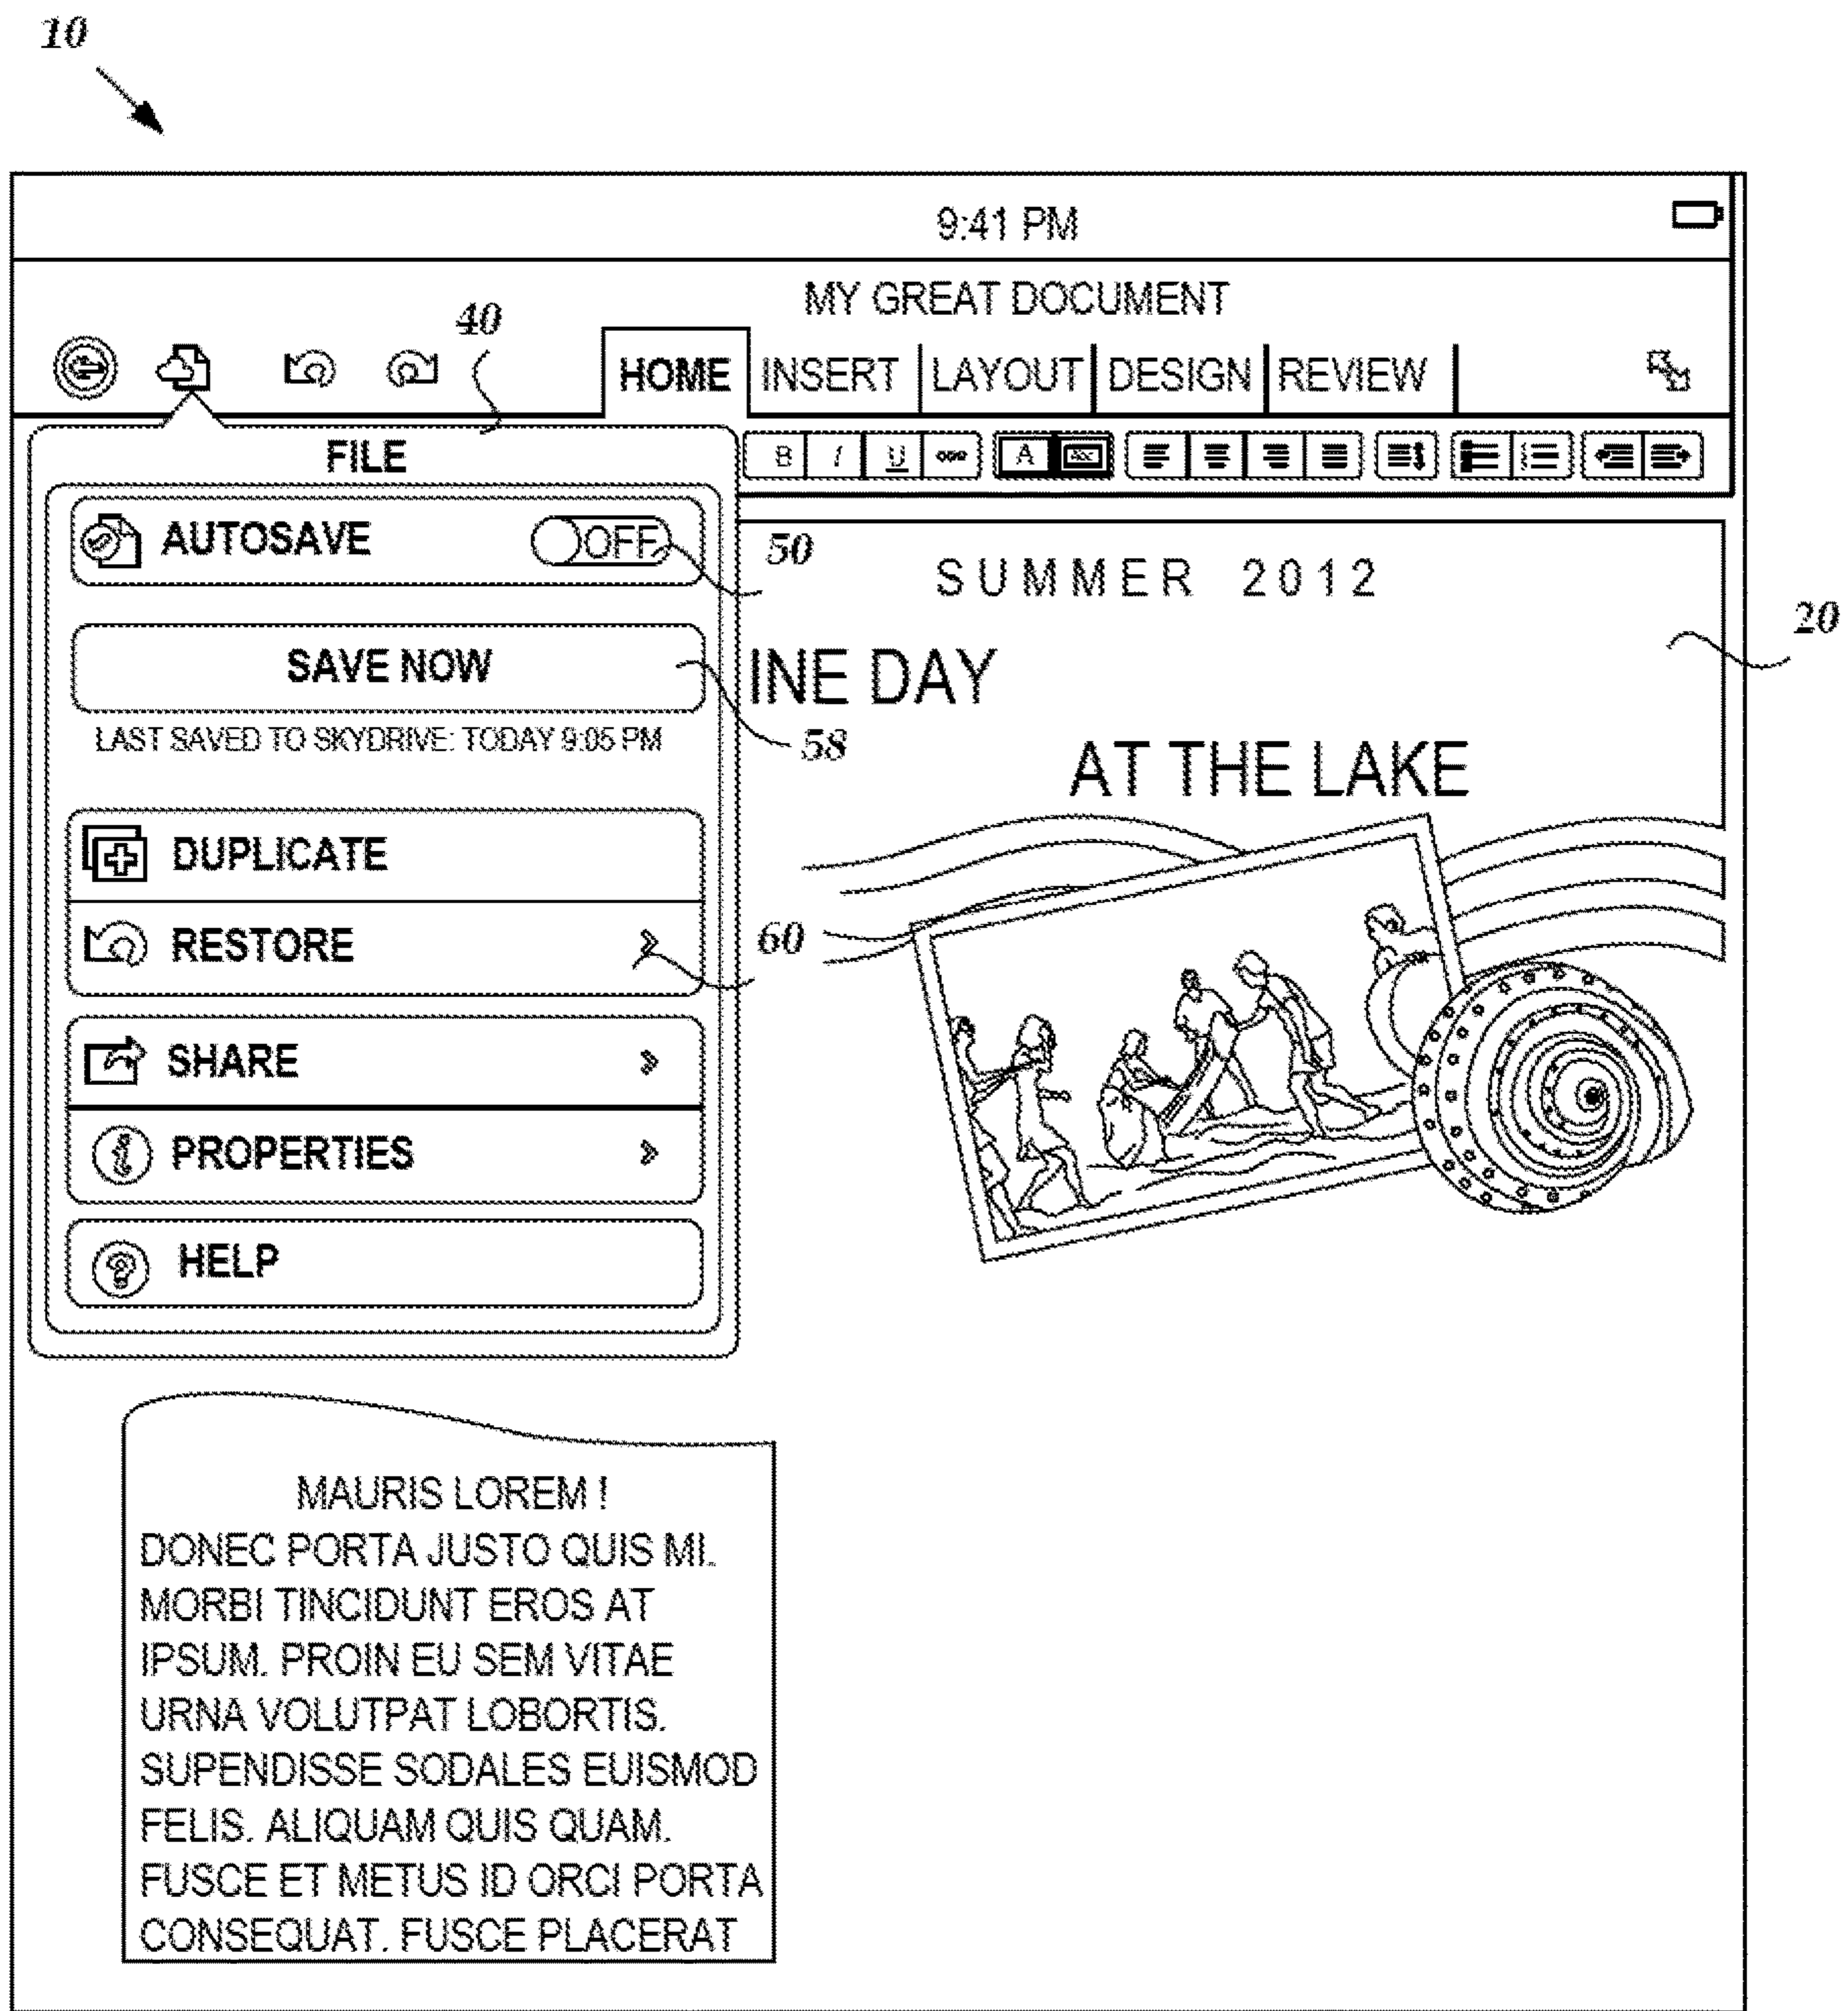 10
9:41 PM
MY GREAT DOCUMENT
40
HOME INSERT LAYOUT DESIGN REVIEW
FILE
B I U A Abc
AUTOSAVE OFF
50
SUMMER 2012
20
SAVE NOW
INE DAY
LAST SAVED TO SKYDRIVE: TODAY 9:05 PM
58
AT THE LAKE
DUPLICATE
RESTORE
60
SHARE
PROPERTIES
HELP
MAURIS LOREM !
DONEC PORTA JUSTO QUIS MI.
MORBI TINCIDUNT EROS AT
IPSUM. PROIN EU SEM VITAE
URNA VOLUTPAT LOBORTIS.
SUPENDISSE SODALES EUISMOD
FELIS. ALIQUAM QUIS QUAM.
FUSCE ET METUS ID ORCI PORTA
CONSEQUAT. FUSCE PLACERAT